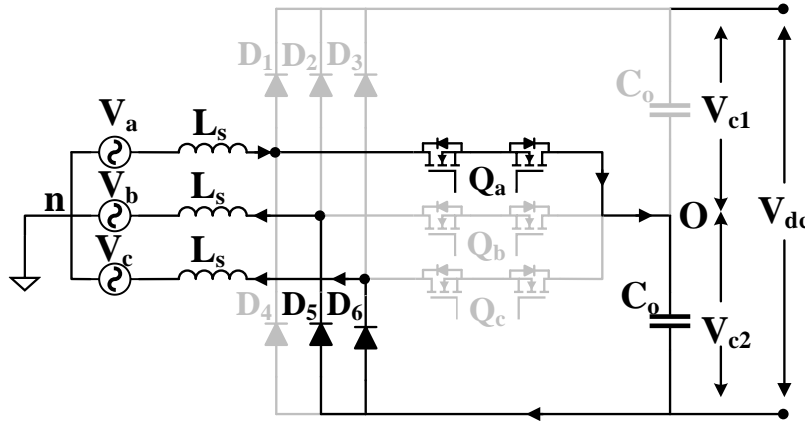 D1 D2 D3
Co
Va
Ls
Vc1
n
Vb
Ls
Qa
O
Vdc
Vc
Ls
Qb
Co
D4 D5 D6
Qc
Vc2